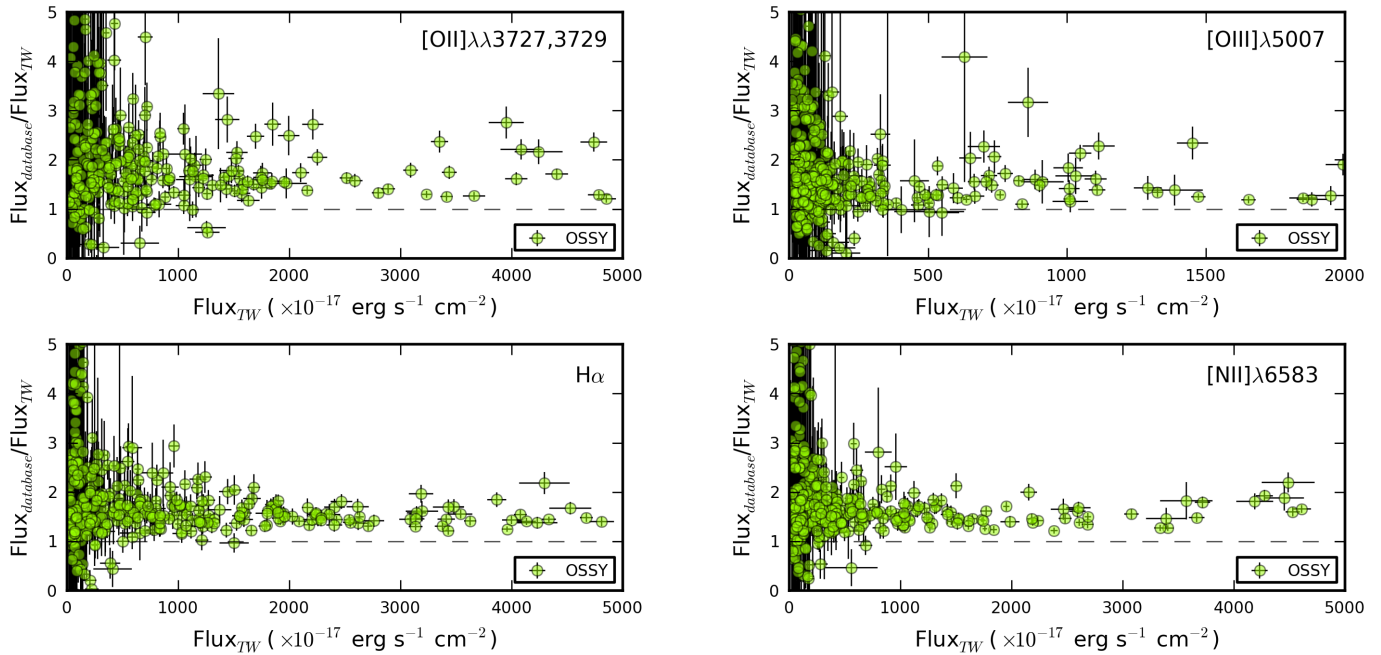 [OII]λλ3727,3729
Flux_database/Flux_TW
5
4
3
2
1
0
OSSY
0 1000 2000 3000 4000 5000
Flux_TW (×10⁻¹⁷ erg s⁻¹ cm⁻²)
[OIII]λ5007
Flux_database/Flux_TW
5
4
3
2
1
0
OSSY
0 500 1000 1500 2000
Flux_TW (×10⁻¹⁷ erg s⁻¹ cm⁻²)
Hα
Flux_database/Flux_TW
5
4
3
2
1
0
OSSY
0 1000 2000 3000 4000 5000
Flux_TW (×10⁻¹⁷ erg s⁻¹ cm⁻²)
[NII]λ6583
Flux_database/Flux_TW
5
4
3
2
1
0
OSSY
0 1000 2000 3000 4000 5000
Flux_TW (×10⁻¹⁷ erg s⁻¹ cm⁻²)